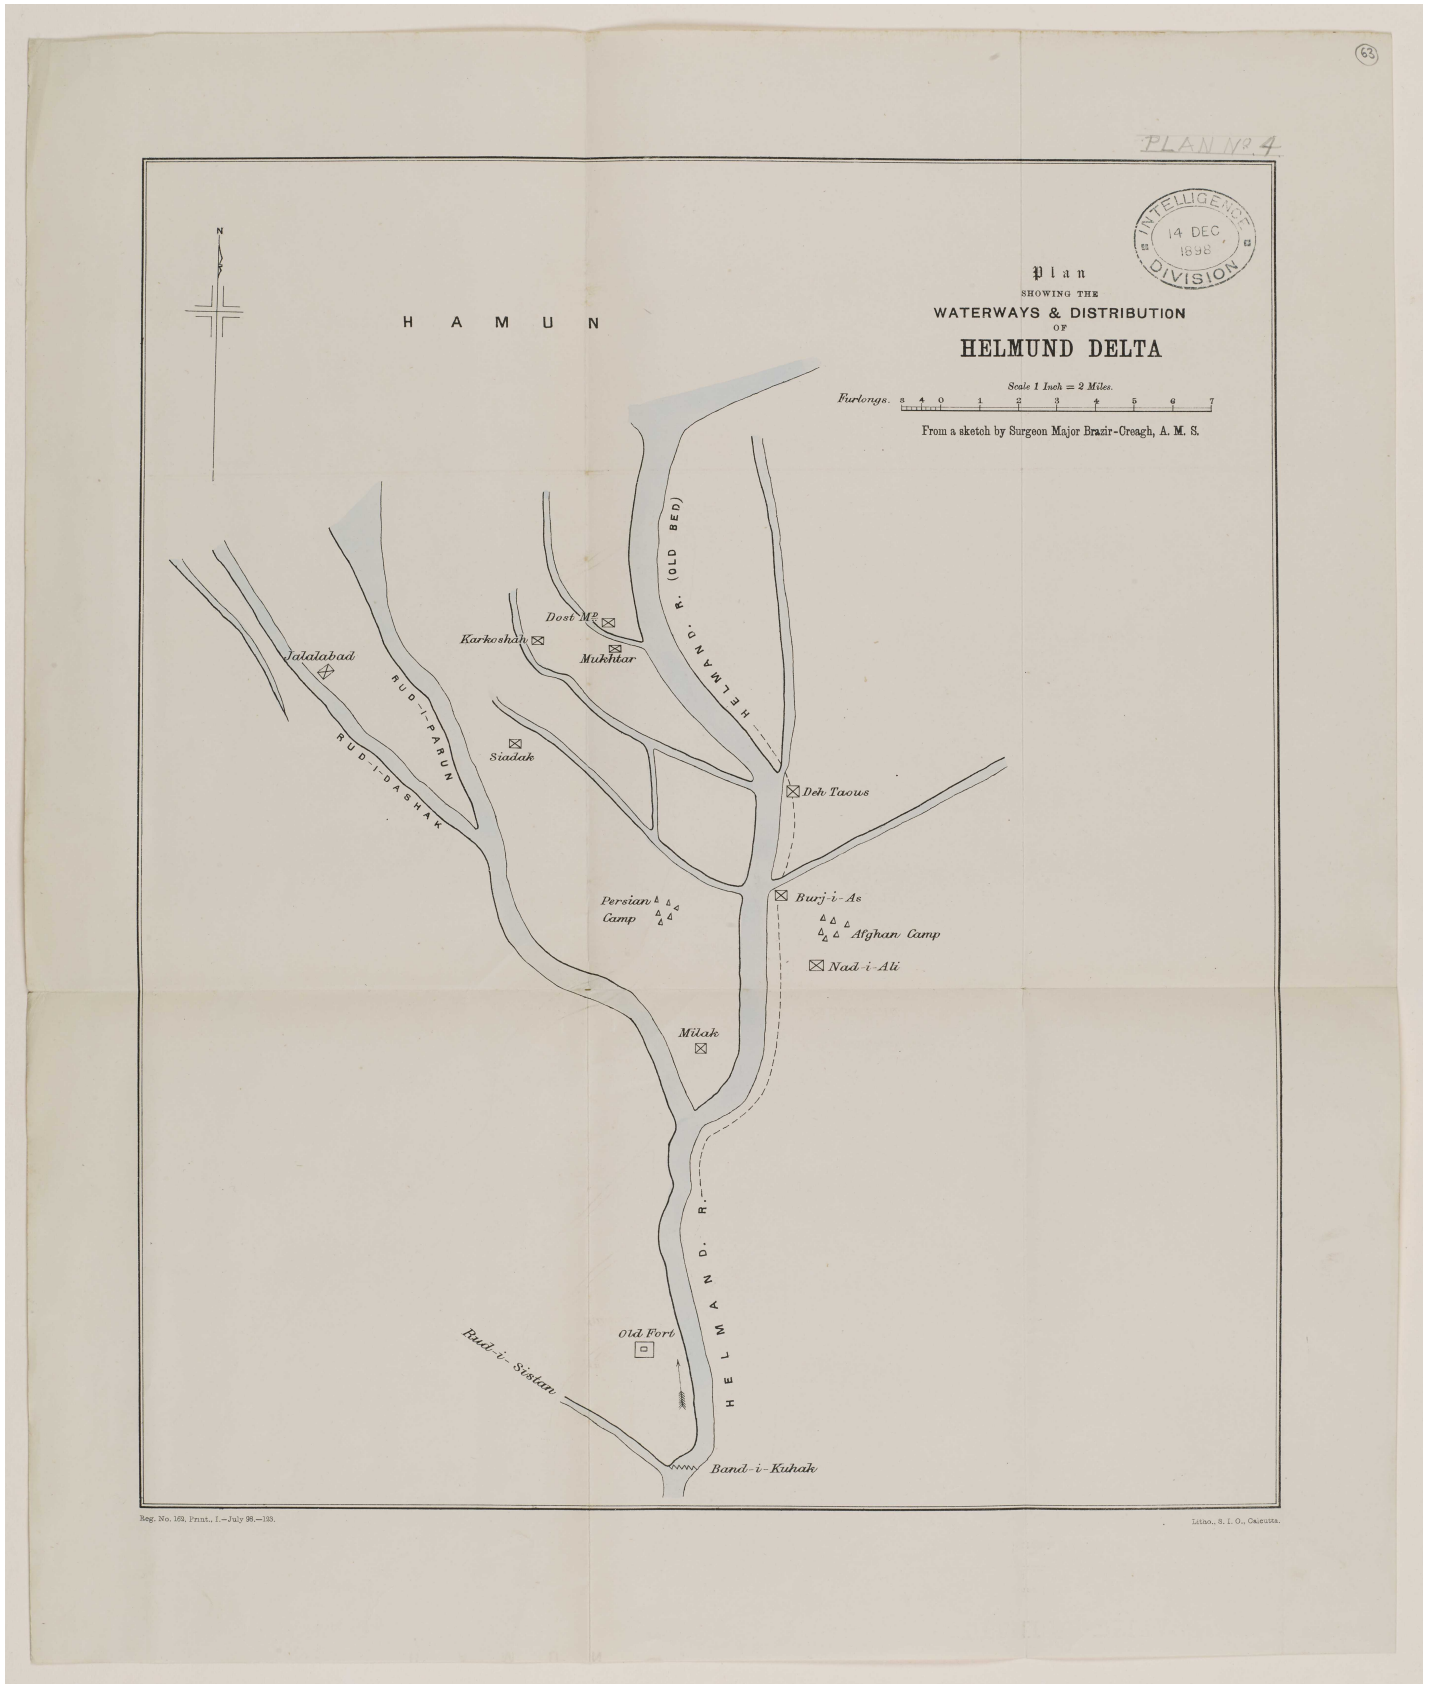 63
PLAN No. 4
INTELLIGENCE
14 DEC
1898
DIVISION
N
Plan
SHOWING THE
WATERWAYS & DISTRIBUTION
OF
HELMUND DELTA
Scale 1 Inch = 2 Miles.
Furlongs. 8 4 0 1 2 3 4 5 6 7
From a sketch by Surgeon Major Brazir-Creagh, A. M. S.
HAMUN
HELMAND. R. (OLD BED)
Dost Md.
Karkoshah
Mukhtar
Jalalabad
RUD-I-PARUN
RUD-I-DASHAK
Siadak
Deh Taous
Persian
Camp
Burj-i-As
Afghan Camp
Nad-i-Ali
Milak
HELMAND. R.
Old Fort
Rud-i-Sistan
Band-i-Kuhak
Reg. No. 162, Print., I.—July 98.—123.
Litho., S. I. O., Calcutta.